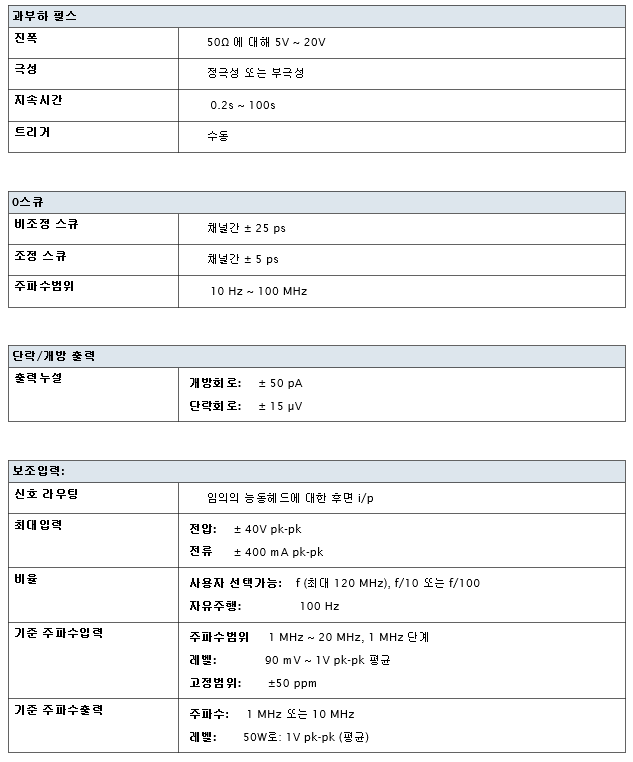 과부하 펄스
진폭 50Ω 에 대해 5V ~ 20V
극성 정극성 또는 부극성
지속시간 0.2s ~ 100s
트리거 수동
0스큐
비조정 스큐 채널간 ± 25 ps
조정 스큐 채널간 ± 5 ps
주파수범위 10 Hz ~ 100 MHz
단락/개방 출력
출력누설 개방회로: ± 50 pA
단락회로: ± 15 µV
보조입력:
신호 라우팅 임의의 능동헤드에 대한 후면 i/p
최대입력 전압: ± 40V pk-pk
전류 ± 400 mA pk-pk
비율 사용자 선택가능: f (최대 120 MHz), f/10 또는 f/100
자유주행: 100 Hz
기준 주파수입력 주파수범위 1 MHz ~ 20 MHz, 1 MHz 단계
레벨: 90 mV ~ 1V pk-pk 평균
고정범위: ±50 ppm
기준 주파수출력 주파수: 1 MHz 또는 10 MHz
레벨: 50W호: 1V pk-pk (평균)